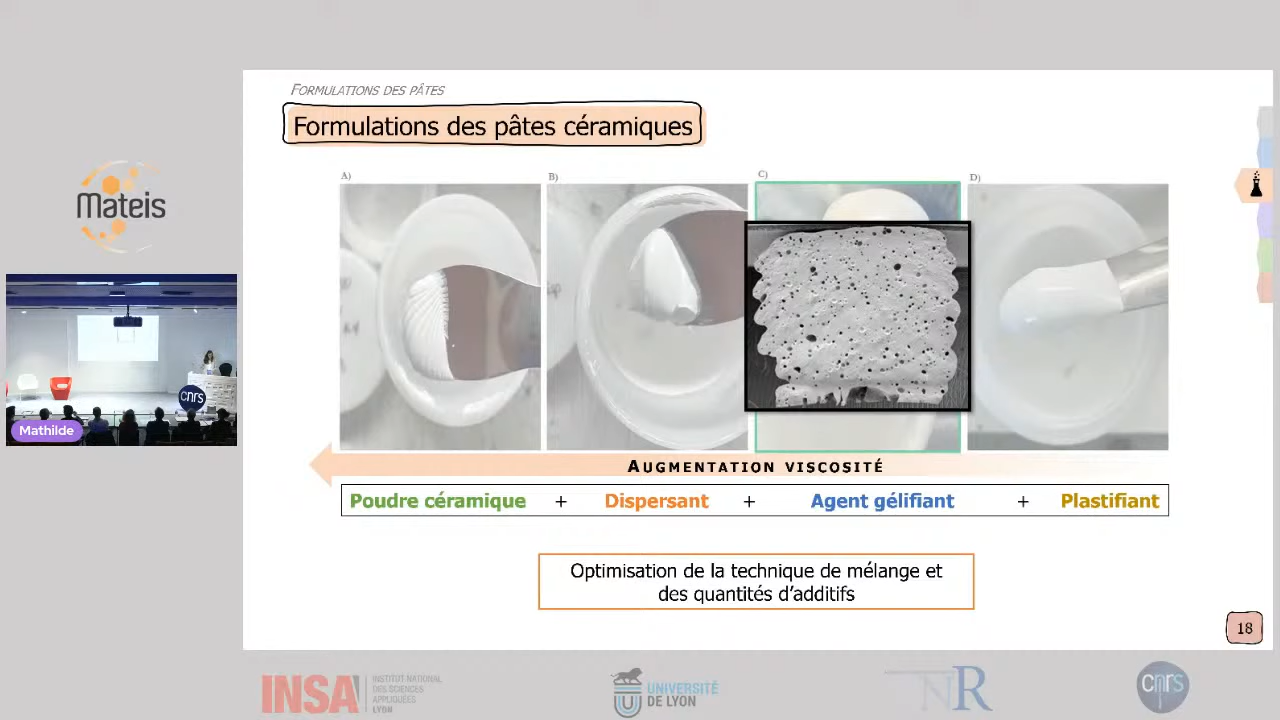 FORMULATIONS DES PÂTES
Formulations des pâtes céramiques
A)
B)
C)
D)
AUGMENTATION VISCOSITÉ
Poudre céramique + Dispersant + Agent gélifiant + Plastifiant
Optimisation de la technique de mélange et
des quantités d'additifs
18
Mateis
cnrs
Mathilde
INSA
INSTITUT NATIONAL
DES SCIENCES
APPLIQUÉES
LYON
UNIVERSITÉ
DE LYON
NR
cnrs